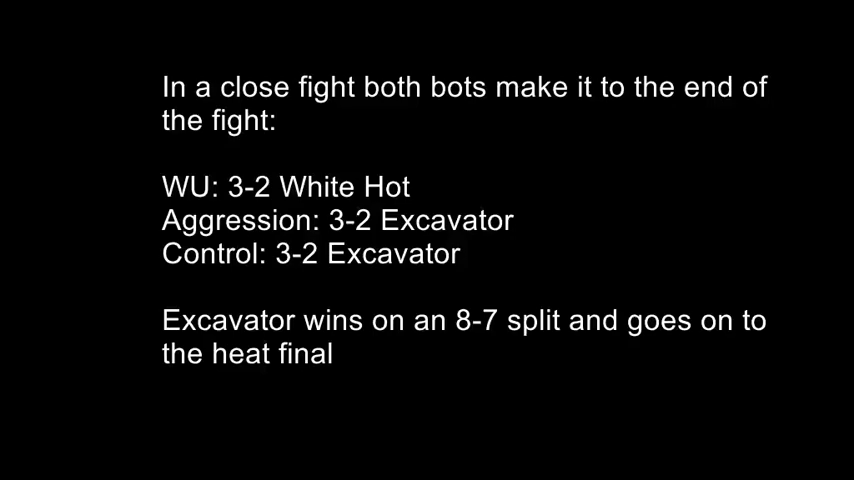 In a close fight both bots make it to the end of
the fight:
WU: 3-2 White Hot
Aggression: 3-2 Excavator
Control: 3-2 Excavator
Excavator wins on an 8-7 split and goes on to
the heat final